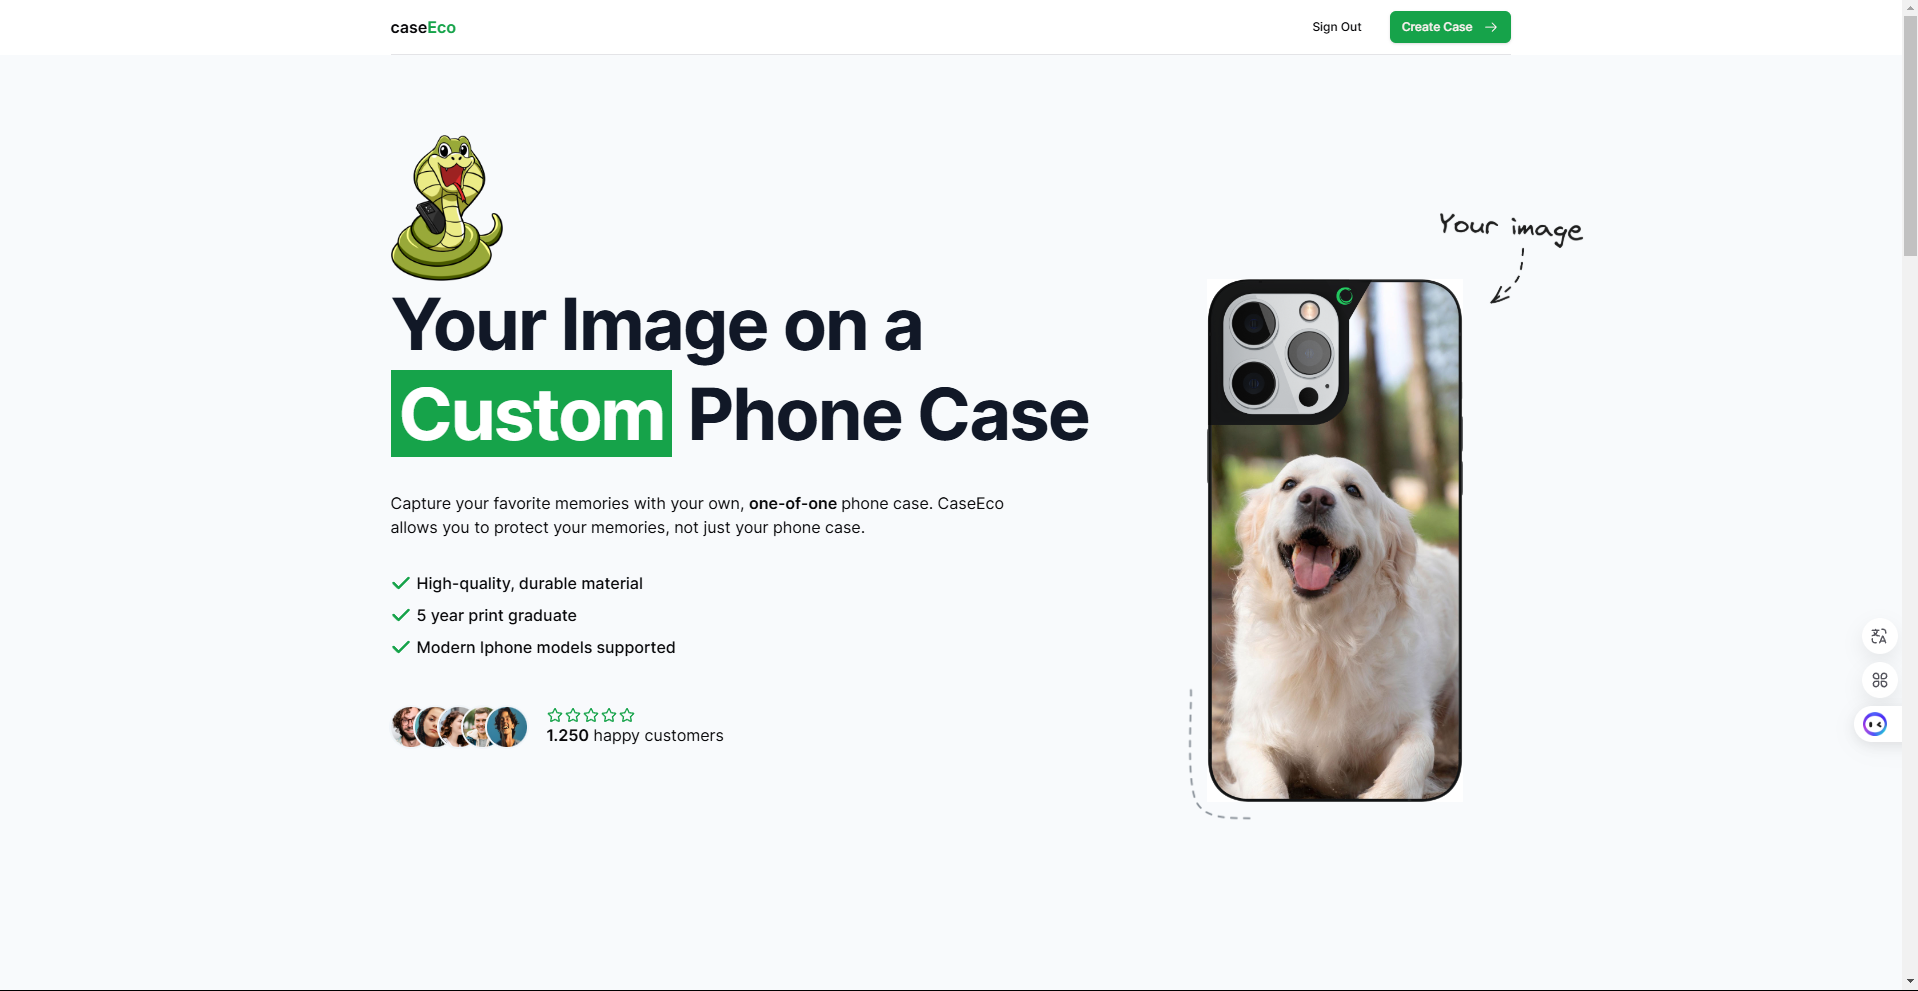 caseEco
Sign Out
Create Case
Your image
Your Image on a
Custom Phone Case
Capture your favorite memories with your own, one-of-one phone case. CaseEco
allows you to protect your memories, not just your phone case.
High-quality, durable material
5 year print graduate
Modern Iphone models supported
1.250 happy customers